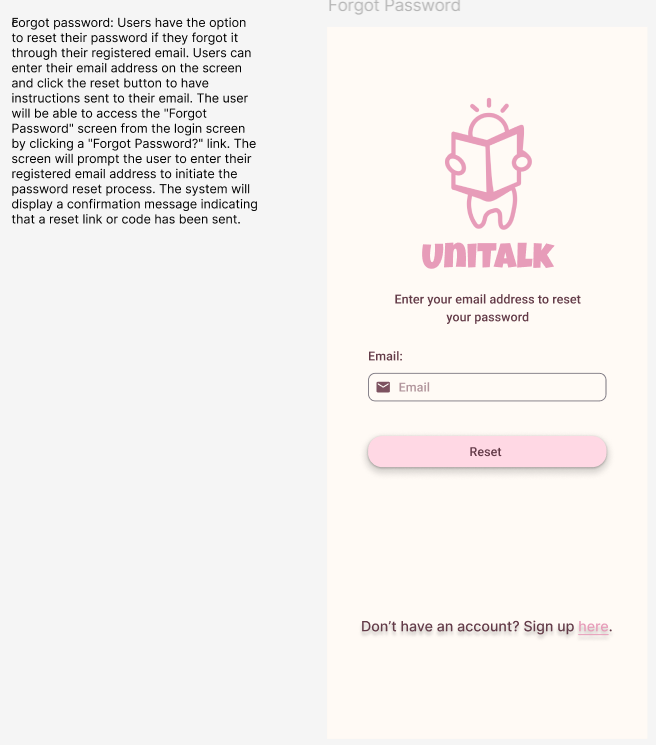 Forgot password: Users have the option
to reset their password if they forgot it
through their registered email. Users can
enter their email address on the screen
and click the reset button to have
instructions sent to their email. The user
will be able to access the "Forgot
Password" screen from the login screen
by clicking a "Forgot Password?" link. The
screen will prompt the user to enter their
registered email address to initiate the
password reset process. The system will
display a confirmation message indicating
that a reset link or code has been sent.
Forgot Password
UNITALK
Enter your email address to reset
your password
Email:
Email
Reset
Don't have an account? Sign up here.